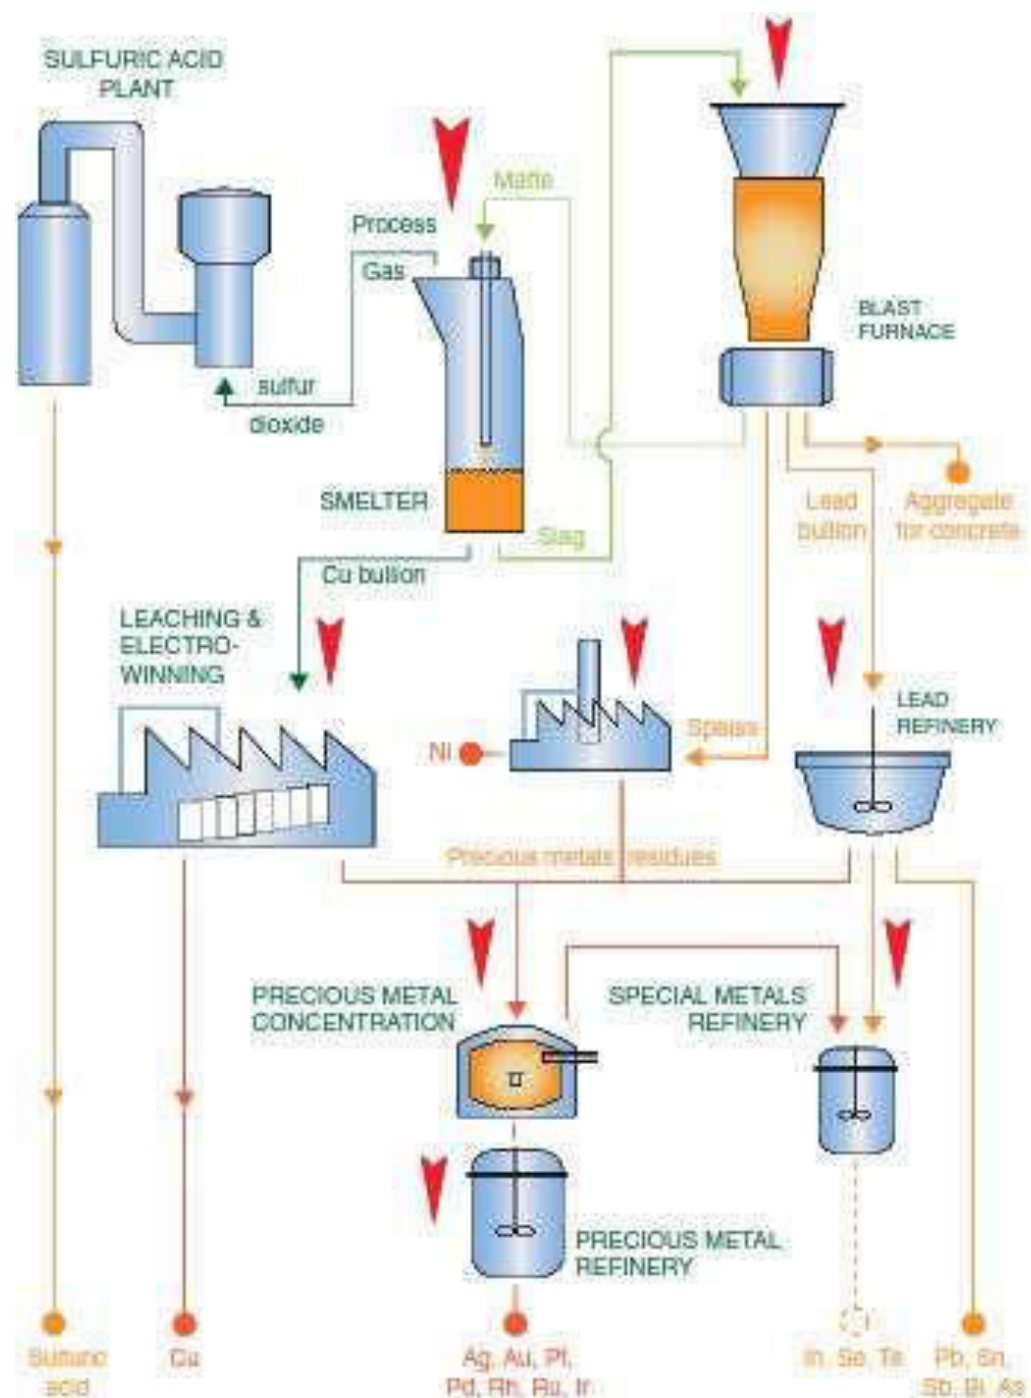 SULFURIC ACID
PLANT
Matte
Process
Gas
BLAST
FURNACE
sulfur
dioxide
SMELTER
Slag
Lead
bullion
Aggregate
for concrete
Cu bullion
LEACHING &
ELECTRO-
WINNING
LEAD
REFINERY
Ni
Speiss
Precious metals residues
PRECIOUS METAL
CONCENTRATION
SPECIAL METALS
REFINERY
PRECIOUS METAL
REFINERY
Sulfuric
acid
Cu
Ag, Au, Pt,
Pd, Rh, Ru, Ir
In, Se, Te
Pb, Sn,
Sb, Bi, As